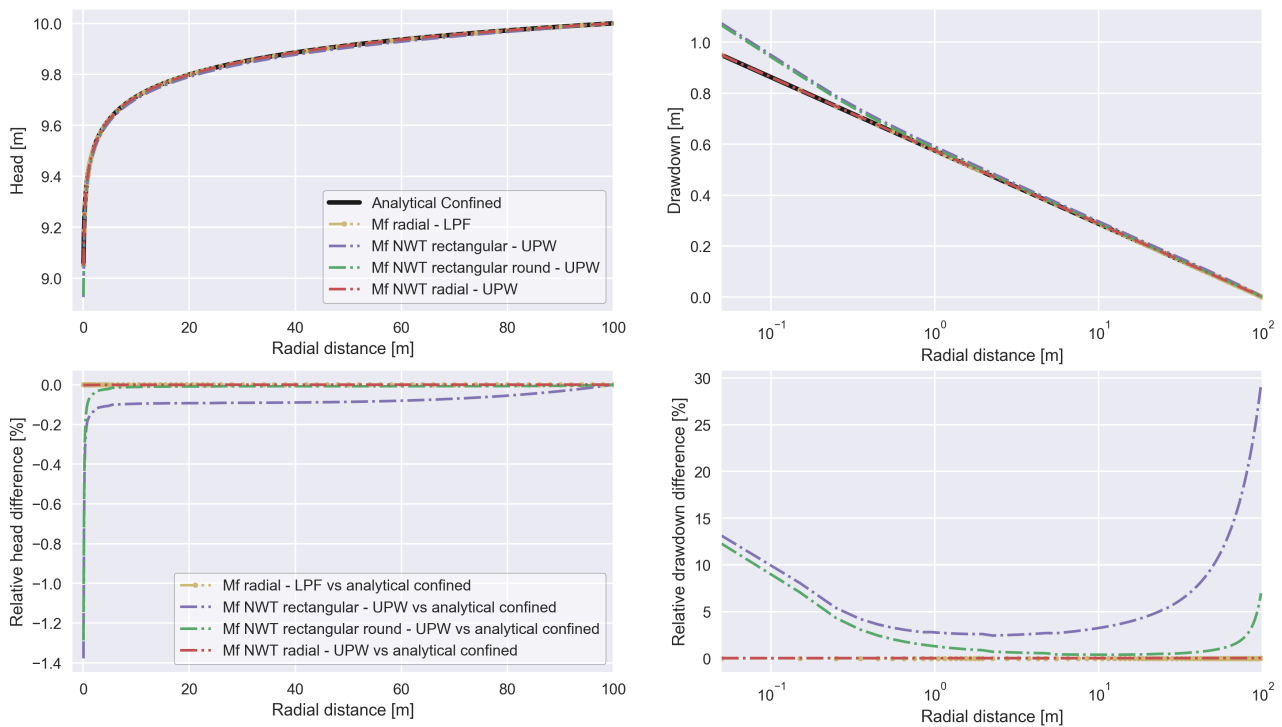 10.0
9.8
9.6
9.4
9.2
9.0
Head [m]
Analytical Confined
Mf radial - LPF
Mf NWT rectangular - UPW
Mf NWT rectangular round - UPW
Mf NWT radial - UPW
0 20 40 60 80 100
Radial distance [m]
1.0
0.8
0.6
0.4
0.2
0.0
Drawdown [m]
10⁻¹ 10⁰ 10¹ 10²
Radial distance [m]
0.0
−0.2
−0.4
−0.6
−0.8
−1.0
−1.2
−1.4
Relative head difference [%]
Mf radial - LPF vs analytical confined
Mf NWT rectangular - UPW vs analytical confined
Mf NWT rectangular round - UPW vs analytical confined
Mf NWT radial - UPW vs analytical confined
0 20 40 60 80 100
Radial distance [m]
30
25
20
15
10
5
0
Relative drawdown difference [%]
10⁻¹ 10⁰ 10¹ 10²
Radial distance [m]